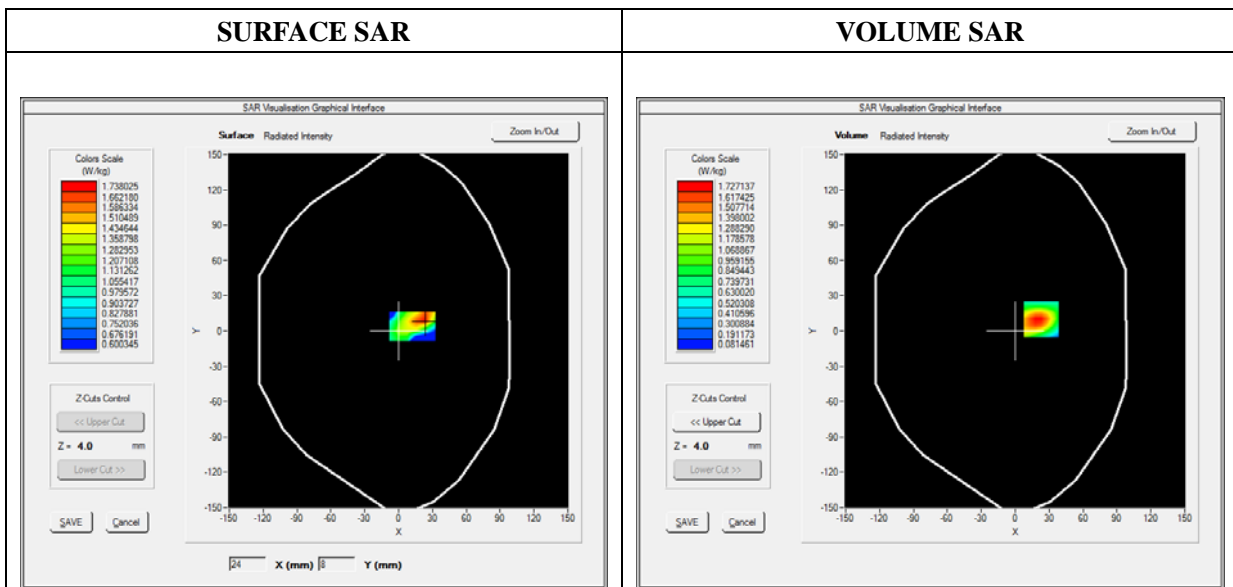 SURFACE SAR
VOLUME SAR
SAR Visualisation Graphical Interface
Surface Radiated Intensity
Zoom In/Out
Colors Scale
(W/kg)
1.738025
1.662180
1.586334
1.510489
1.434644
1.358798
1.282953
1.207108
1.131262
1.055417
0.979572
0.903727
0.827881
0.752036
0.676191
0.600345
150
120
90
60
30
0
-30
-60
-90
-120
-150
Y
-150 -120 -90 -60 -30 0 30 60 90 120 150
X
Z-Cuts Control
<< Upper Cut
Z = 4.0 mm
Lower Cut >>
SAVE Cancel
24 X (mm) 8 Y (mm)
SAR Visualisation Graphical Interface
Volume Radiated Intensity
Zoom In/Out
Colors Scale
(W/kg)
1.727137
1.617425
1.507714
1.398002
1.288290
1.178578
1.068867
0.959155
0.849443
0.739731
0.630020
0.520308
0.410596
0.300884
0.191173
0.081461
150
120
90
60
30
0
-30
-60
-90
-120
-150
Y
-150 -120 -90 -60 -30 0 30 60 90 120 150
X
Z-Cuts Control
<< Upper Cut
Z = 4.0 mm
Lower Cut >>
SAVE Cancel